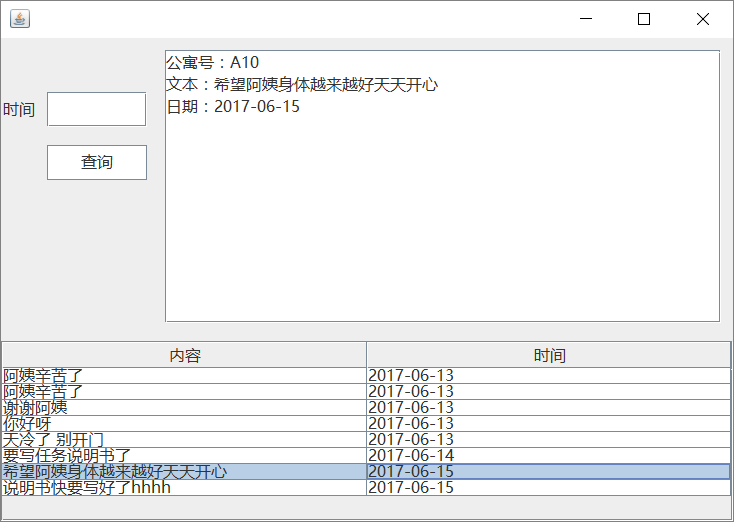 公寓号：A10
文本：希望阿姨身体越来越好天天开心
日期：2017-06-15
时间
查询
内容 时间
阿姨辛苦了 2017-06-13
阿姨辛苦了 2017-06-13
谢谢阿姨 2017-06-13
你好呀 2017-06-13
天冷了 别开门 2017-06-13
要写任务说明书了 2017-06-14
希望阿姨身体越来越好天天开心 2017-06-15
说明书快要写好了hhhh 2017-06-15